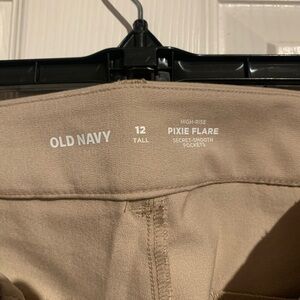 OLD NAVY
12
TALL
HIGH-RISE
PIXIE FLARE
SECRET-SMOOTH
POCKETS